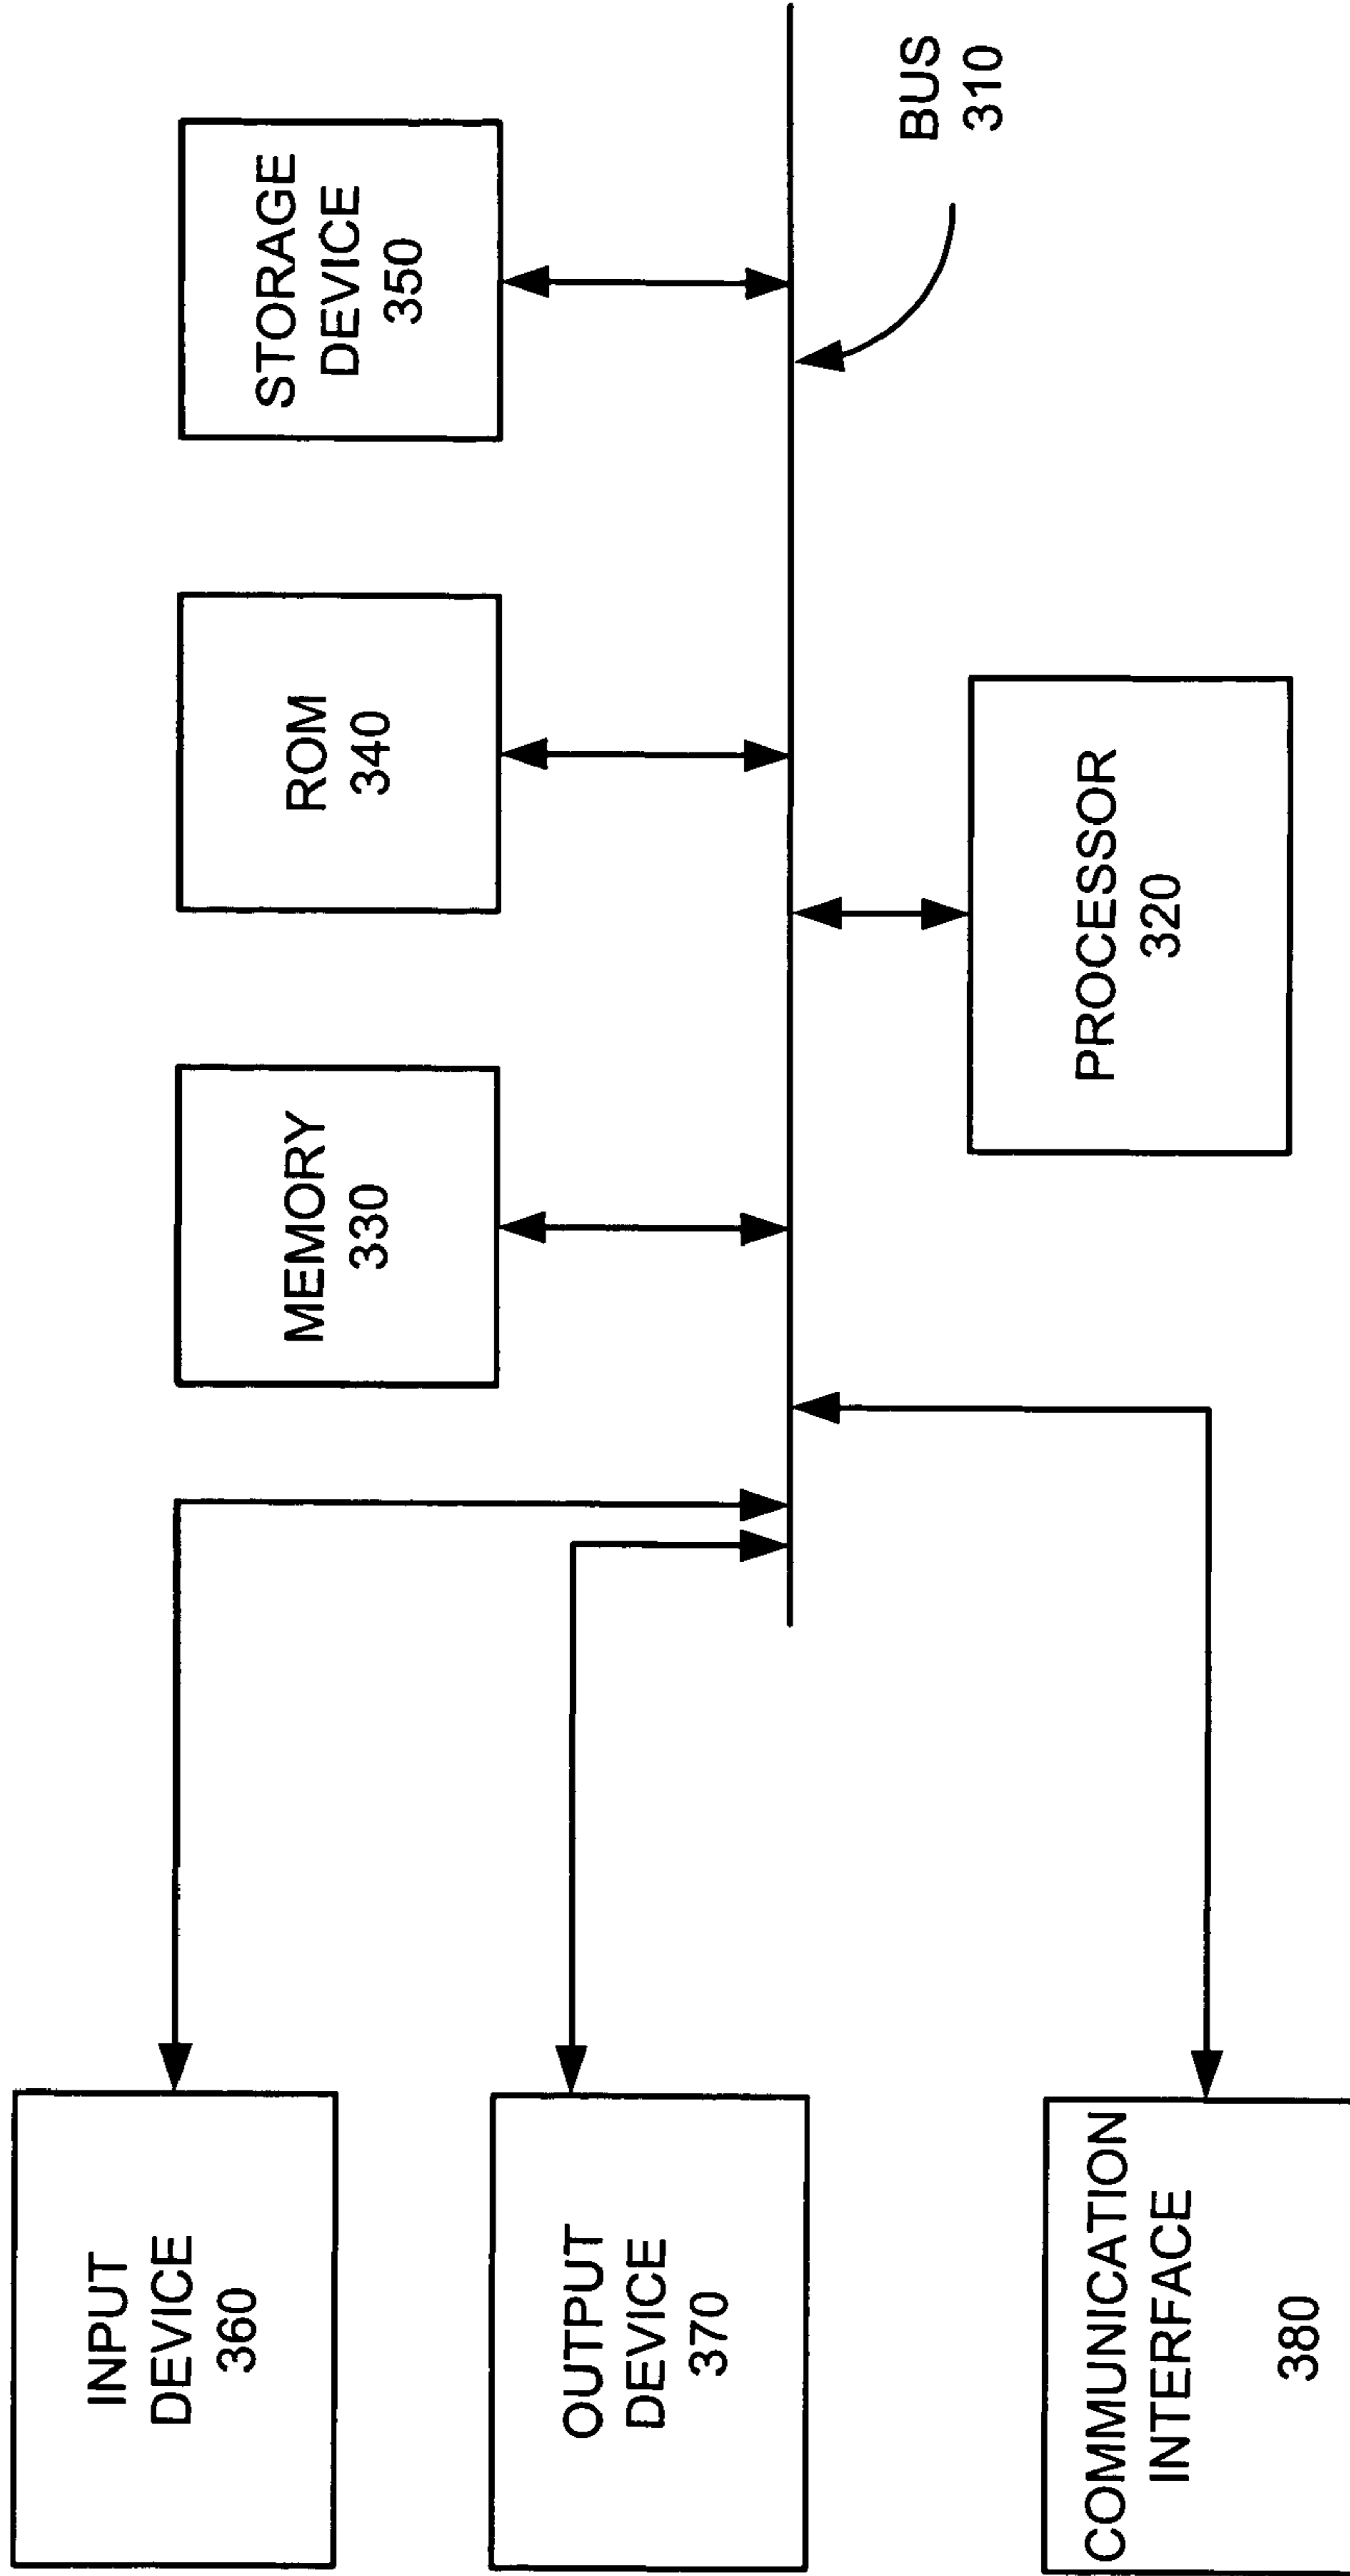 INPUT
DEVICE
360
OUTPUT
DEVICE
370
COMMUNICATION
INTERFACE
380
MEMORY
330
ROM
340
STORAGE
DEVICE
350
PROCESSOR
320
BUS
310